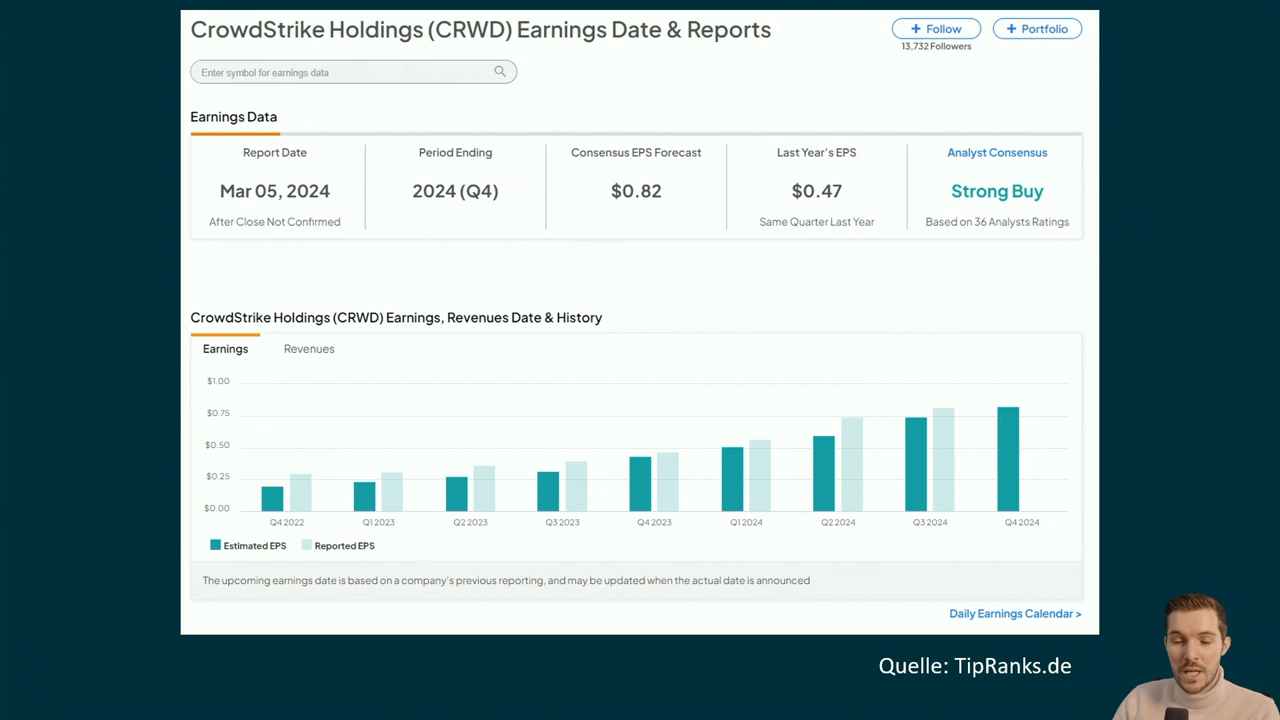 CrowdStrike Holdings (CRWD) Earnings Date & Reports
+ Follow
+ Portfolio
13,732 Followers
Enter symbol for earnings data
Earnings Data
Report Date
Mar 05, 2024
After Close Not Confirmed
Period Ending
2024 (Q4)
Consensus EPS Forecast
$0.82
Last Year's EPS
$0.47
Same Quarter Last Year
Analyst Consensus
Strong Buy
Based on 36 Analysts Ratings
CrowdStrike Holdings (CRWD) Earnings, Revenues Date & History
Earnings
Revenues
$1.00
$0.75
$0.50
$0.25
$0.00
Q4 2022
Q1 2023
Q2 2023
Q3 2023
Q4 2023
Q1 2024
Q2 2024
Q3 2024
Q4 2024
Estimated EPS
Reported EPS
The upcoming earnings date is based on a company's previous reporting, and may be updated when the actual date is announced
Daily Earnings Calendar >
Quelle: TipRanks.de